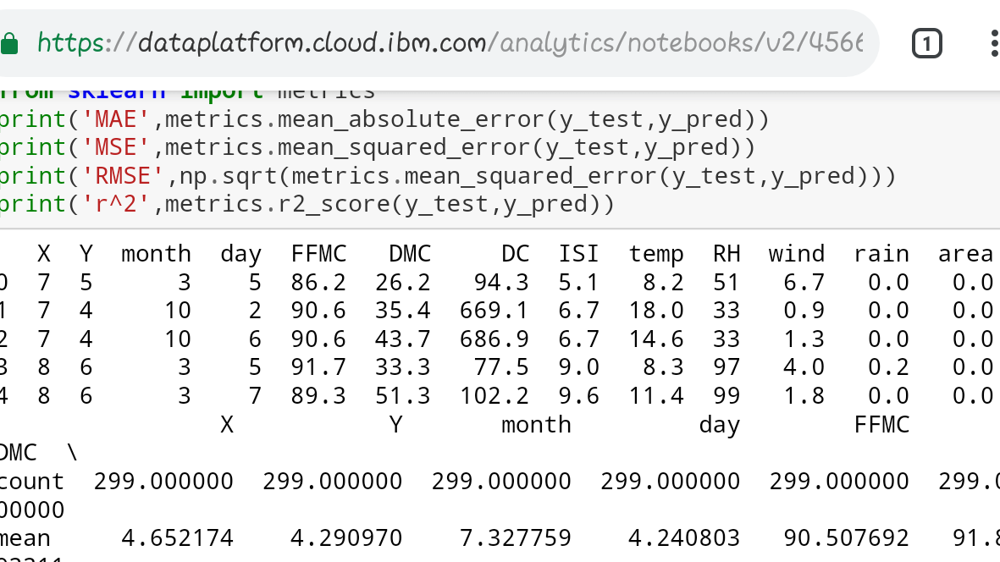 https://dataplatform.cloud.ibm.com/analytics/notebooks/v2/4566
1
from sklearn import metrics
print('MAE',metrics.mean_absolute_error(y_test,y_pred))
print('MSE',metrics.mean_squared_error(y_test,y_pred))
print('RMSE',np.sqrt(metrics.mean_squared_error(y_test,y_pred)))
print('r^2',metrics.r2_score(y_test,y_pred))
X Y month day FFMC DMC DC ISI temp RH wind rain area
0 7 5 3 5 86.2 26.2 94.3 5.1 8.2 51 6.7 0.0 0.0
1 7 4 10 2 90.6 35.4 669.1 6.7 18.0 33 0.9 0.0 0.0
2 7 4 10 6 90.6 43.7 686.9 6.7 14.6 33 1.3 0.0 0.0
3 8 6 3 5 91.7 33.3 77.5 9.0 8.3 97 4.0 0.2 0.0
4 8 6 3 7 89.3 51.3 102.2 9.6 11.4 99 1.8 0.0 0.0
X Y month day FFMC
DMC \
count 299.000000 299.000000 299.000000 299.000000 299.000000 299.0
00000
mean 4.652174 4.290970 7.327759 4.240803 90.507692 91.8